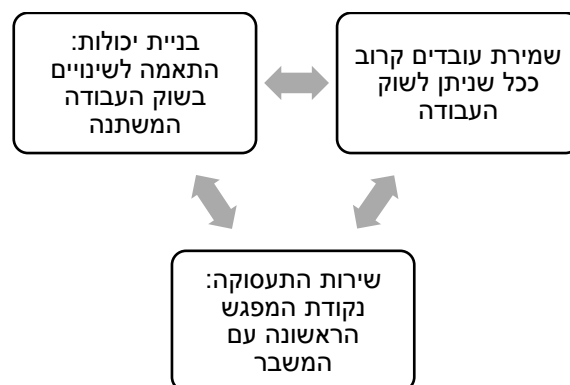 שמירת עובדים קרוב
ככל שניתן לשוק
העבודה
בניית יכולות:
התאמה לשינויים
בשוק העבודה
המשתנה
שירות התעסוקה:
נקודת המפגש
הראשונה עם
המשבר